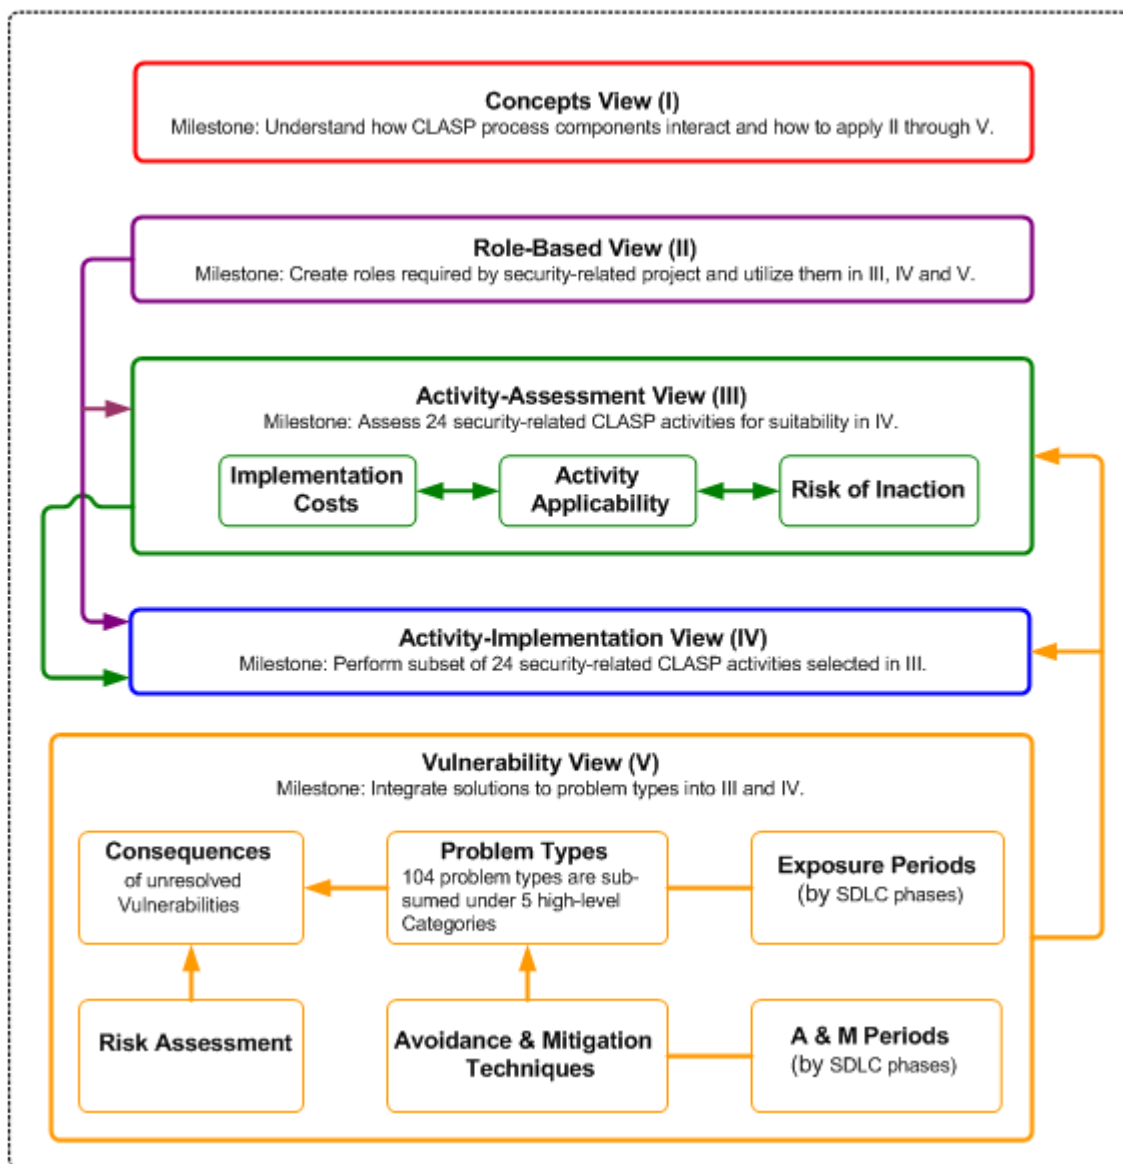 Concepts View (I)
Milestone: Understand how CLASP process components interact and how to apply II through V.
Role-Based View (II)
Milestone: Create roles required by security-related project and utilize them in III, IV and V.
Activity-Assessment View (III)
Milestone: Assess 24 security-related CLASP activities for suitability in IV.
Implementation
Costs
Activity
Applicability
Risk of Inaction
Activity-Implementation View (IV)
Milestone: Perform subset of 24 security-related CLASP activities selected in III.
Vulnerability View (V)
Milestone: Integrate solutions to problem types into III and IV.
Consequences
of unresolved
Vulnerabilities
Problem Types
104 problem types are sub-
sumed under 5 high-level
Categories
Exposure Periods
(by SDLC phases)
Risk Assessment
Avoidance & Mitigation
Techniques
A & M Periods
(by SDLC phases)